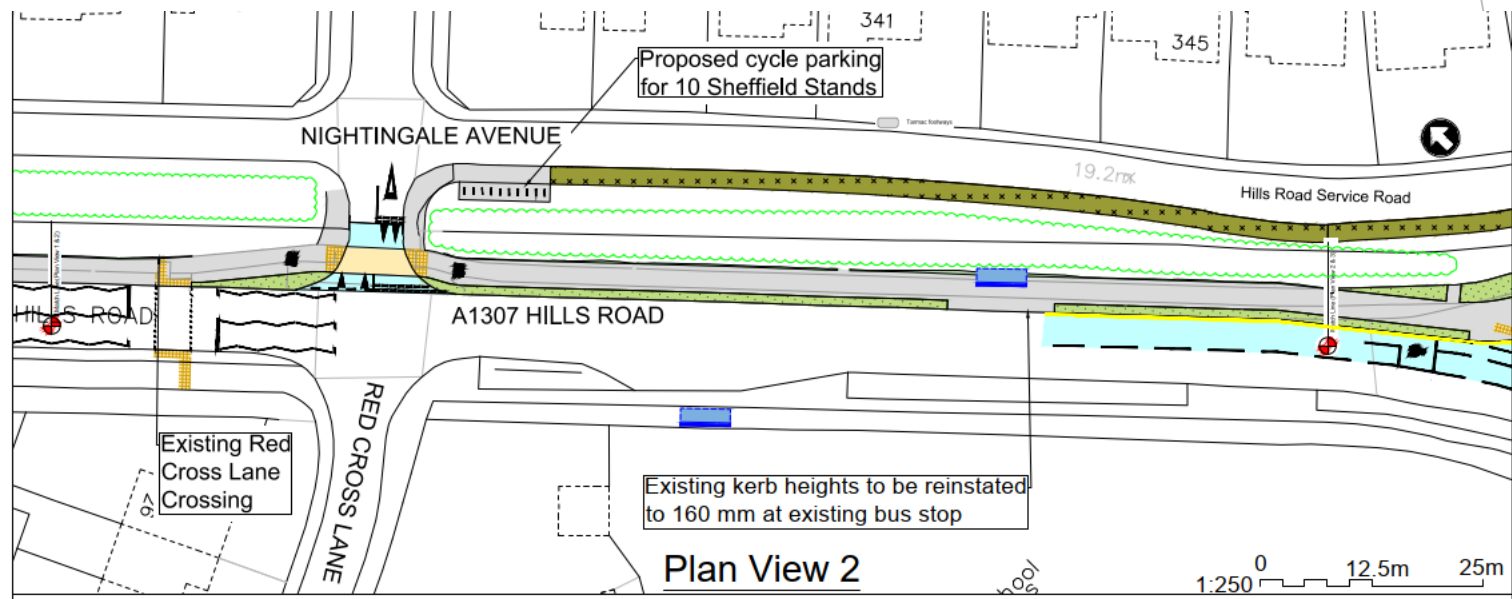 341
345
Proposed cycle parking
for 10 Sheffield Stands
Tarmac footways
NIGHTINGALE AVENUE
19.2m
Hills Road Service Road
HILLS ROAD
A1307 HILLS ROAD
RED CROSS LANE
Existing Red
Cross Lane
Crossing
Existing kerb heights to be reinstated
to 160 mm at existing bus stop
Plan View 2
1:250
0
12.5m
25m